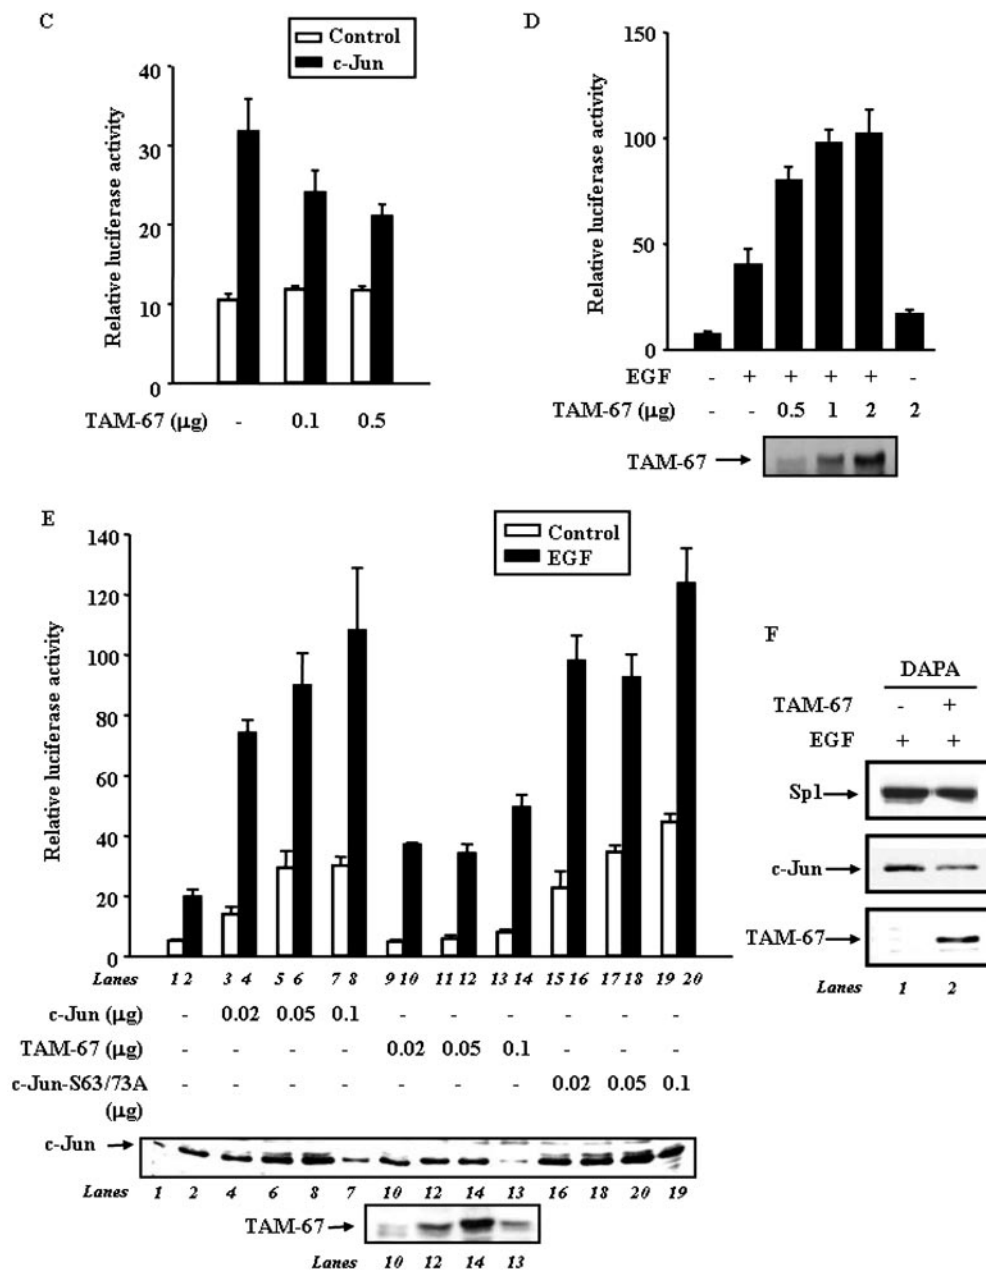 C
Control
c-Jun
40
30
20
10
0
Relative luciferase activity
TAM-67 (µg) - 0.1 0.5
D
150
100
50
0
Relative luciferase activity
EGF - + + + + -
TAM-67 (µg) - - 0.5 1 2 2
TAM-67
E
Control
EGF
140
120
100
80
60
40
20
0
Relative luciferase activity
Lanes 1 2 3 4 5 6 7 8 9 10 11 12 13 14 15 16 17 18 19 20
c-Jun (µg) - 0.02 0.05 0.1 - - - - - -
TAM-67 (µg) - - - - 0.02 0.05 0.1 - - -
c-Jun-S63/73A - - - - - - - 0.02 0.05 0.1
(µg)
c-Jun
Lanes 1 2 4 6 8 7 10 12 14 13 16 18 20 19
TAM-67
Lanes 10 12 14 13
F
DAPA
TAM-67 - +
EGF + +
Sp1
c-Jun
TAM-67
Lanes 1 2